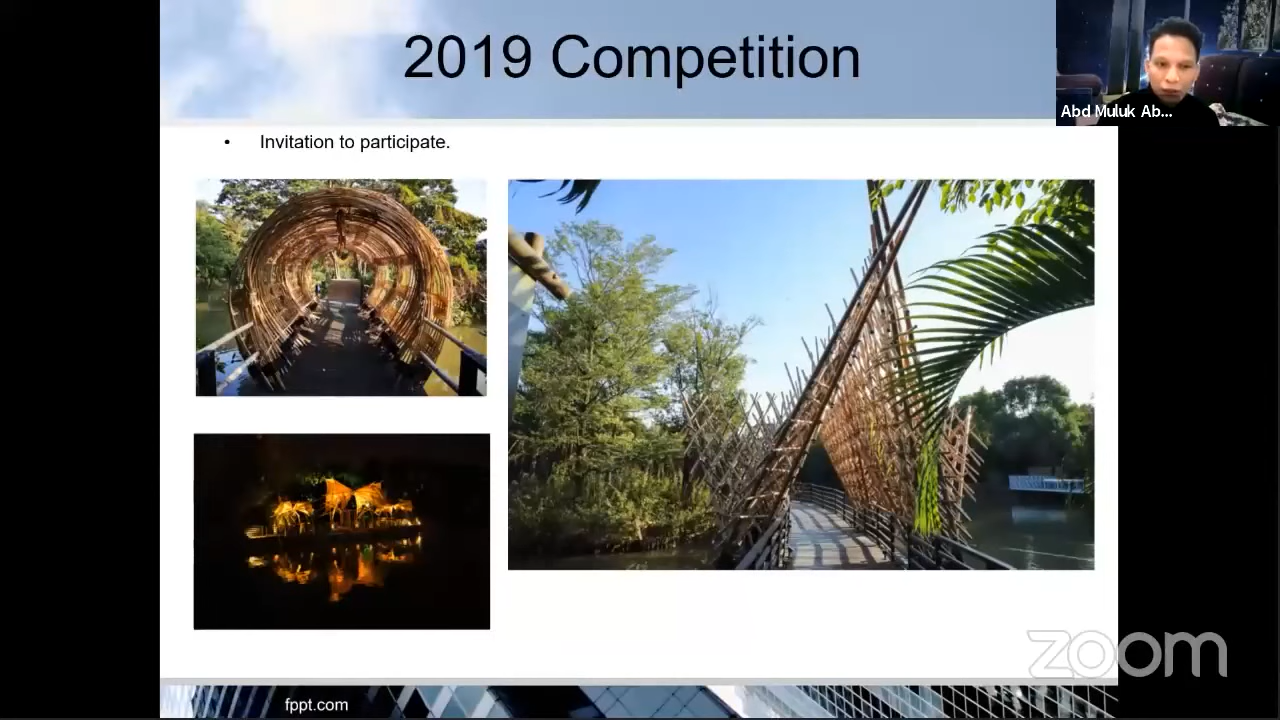 2019 Competition
Abd Muluk Ab...
• Invitation to participate.
zoom
fppt.com